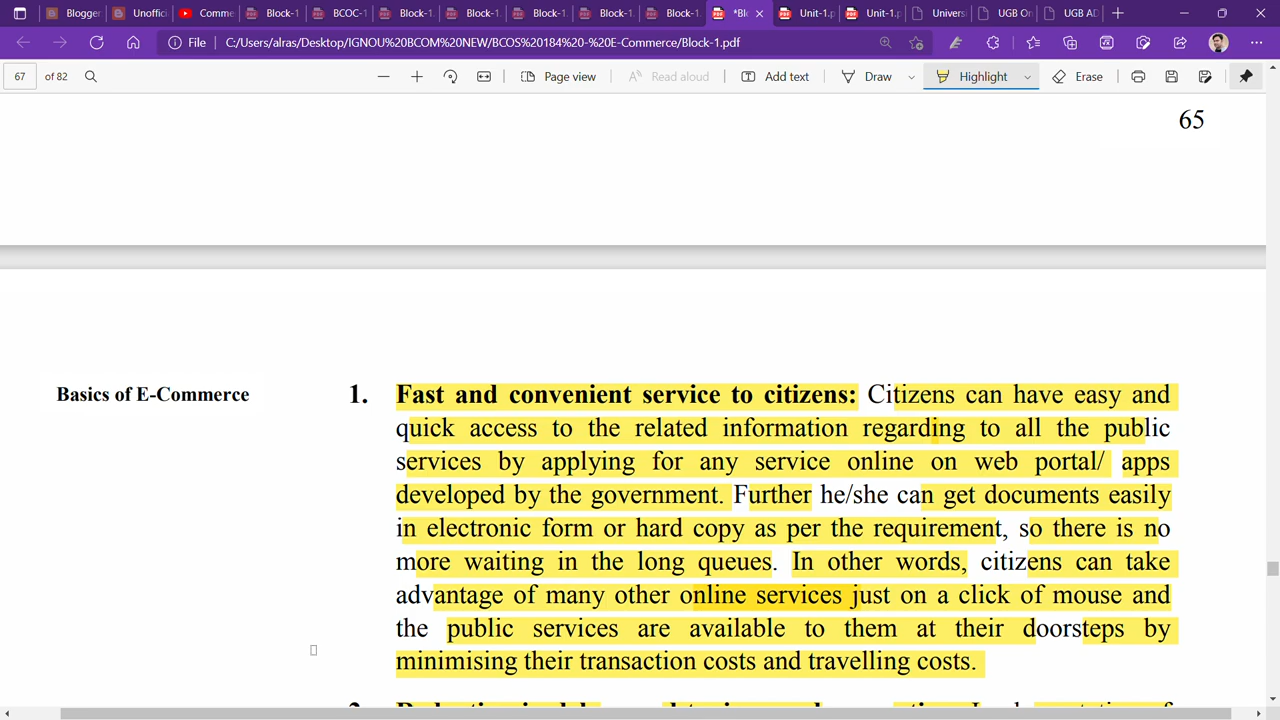 Blogger
Unoffic
Comme
Block-1
BCOC-1
Block-1.
Block-1.
Block-1.
Block-1.
Block-1.
*Blo
Unit-1.p
Unit-1.p
Univers
UGB On
UGB AD
File C:/Users/alras/Desktop/IGNOU%20BCOM%20NEW/BCOS%20184%20-%20E-Commerce/Block-1.pdf
67 of 82 Page view Read aloud Add text Draw Highlight Erase
65
Basics of E-Commerce
1. Fast and convenient service to citizens: Citizens can have easy and
quick access to the related information regarding to all the public
services by applying for any service online on web portal/ apps
developed by the government. Further he/she can get documents easily
in electronic form or hard copy as per the requirement, so there is no
more waiting in the long queues. In other words, citizens can take
advantage of many other online services just on a click of mouse and
the public services are available to them at their doorsteps by
minimising their transaction costs and travelling costs.